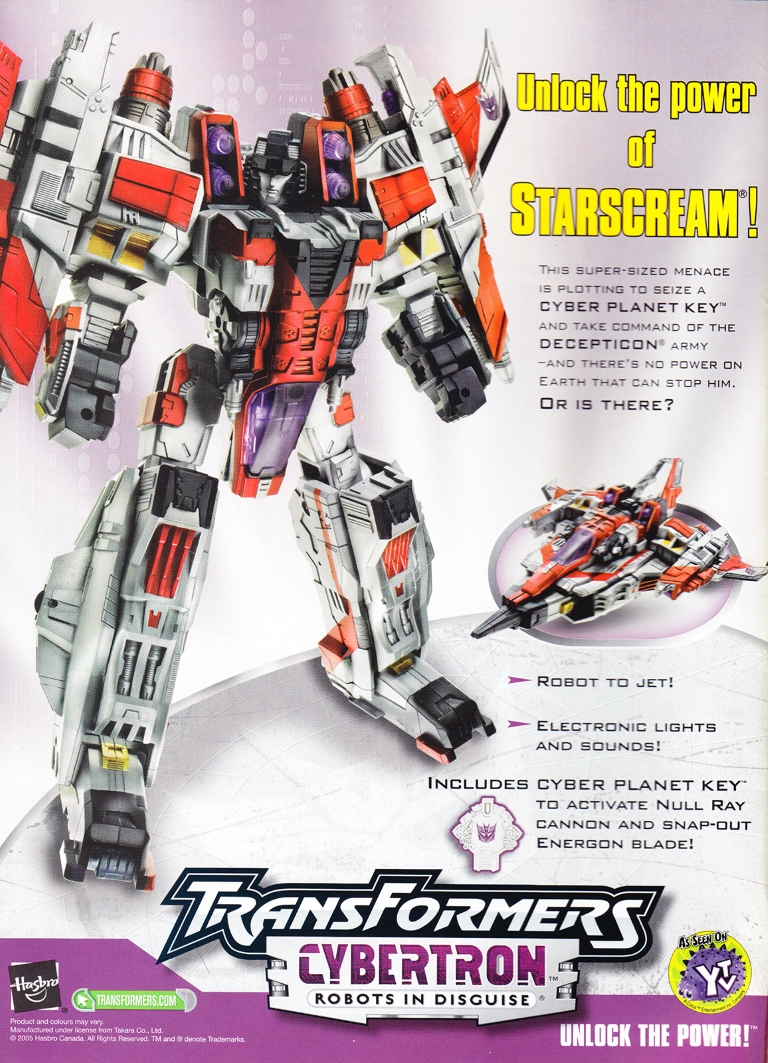 Unlock the power
of
STARSCREAM®!
THIS SUPER-SIZED MENACE
IS PLOTTING TO SEIZE A
CYBER PLANET KEY™
AND TAKE COMMAND OF THE
DECEPTICON® ARMY
–AND THERE'S NO POWER ON
EARTH THAT CAN STOP HIM.
OR IS THERE?
ROBOT TO JET!
ELECTRONIC LIGHTS
AND SOUNDS!
INCLUDES CYBER PLANET KEY™
TO ACTIVATE NULL RAY
CANNON AND SNAP-OUT
ENERGON BLADE!
TRANSFORMERS
CYBERTRON™
ROBOTS IN DISGUISE®
AS SEEN ON
YTV
Hasbro
TRANSFORMERS.COM
Product and colours may vary.
Manufactured under license from Takara Co., Ltd.
© 2005 Hasbro Canada. All Rights Reserved. TM and ® denote Trademarks.
UNLOCK THE POWER!™